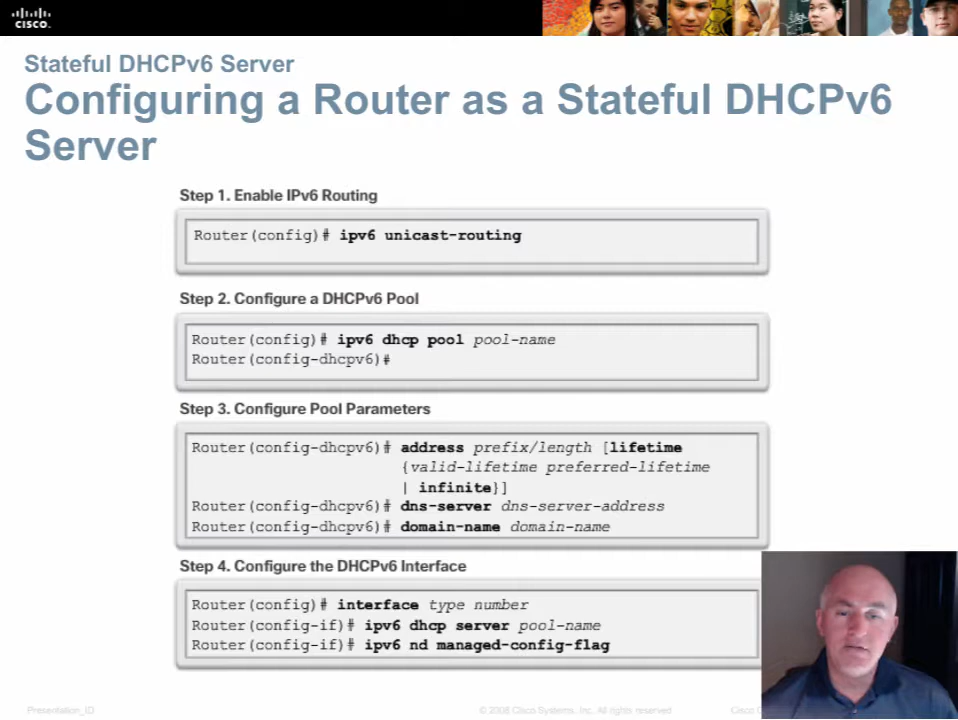 CISCO
Stateful DHCPv6 Server
Configuring a Router as a Stateful DHCPv6
Server
Step 1. Enable IPv6 Routing
Router(config)# ipv6 unicast-routing
Step 2. Configure a DHCPv6 Pool
Router(config)# ipv6 dhcp pool pool-name
Router(config-dhcpv6)#
Step 3. Configure Pool Parameters
Router(config-dhcpv6)# address prefix/length [lifetime
{valid-lifetime preferred-lifetime
| infinite}]
Router(config-dhcpv6)# dns-server dns-server-address
Router(config-dhcpv6)# domain-name domain-name
Step 4. Configure the DHCPv6 Interface
Router(config)# interface type number
Router(config-if)# ipv6 dhcp server pool-name
Router(config-if)# ipv6 nd managed-config-flag
Presentation_ID © 2008 Cisco Systems, Inc. All rights reserved Cisco